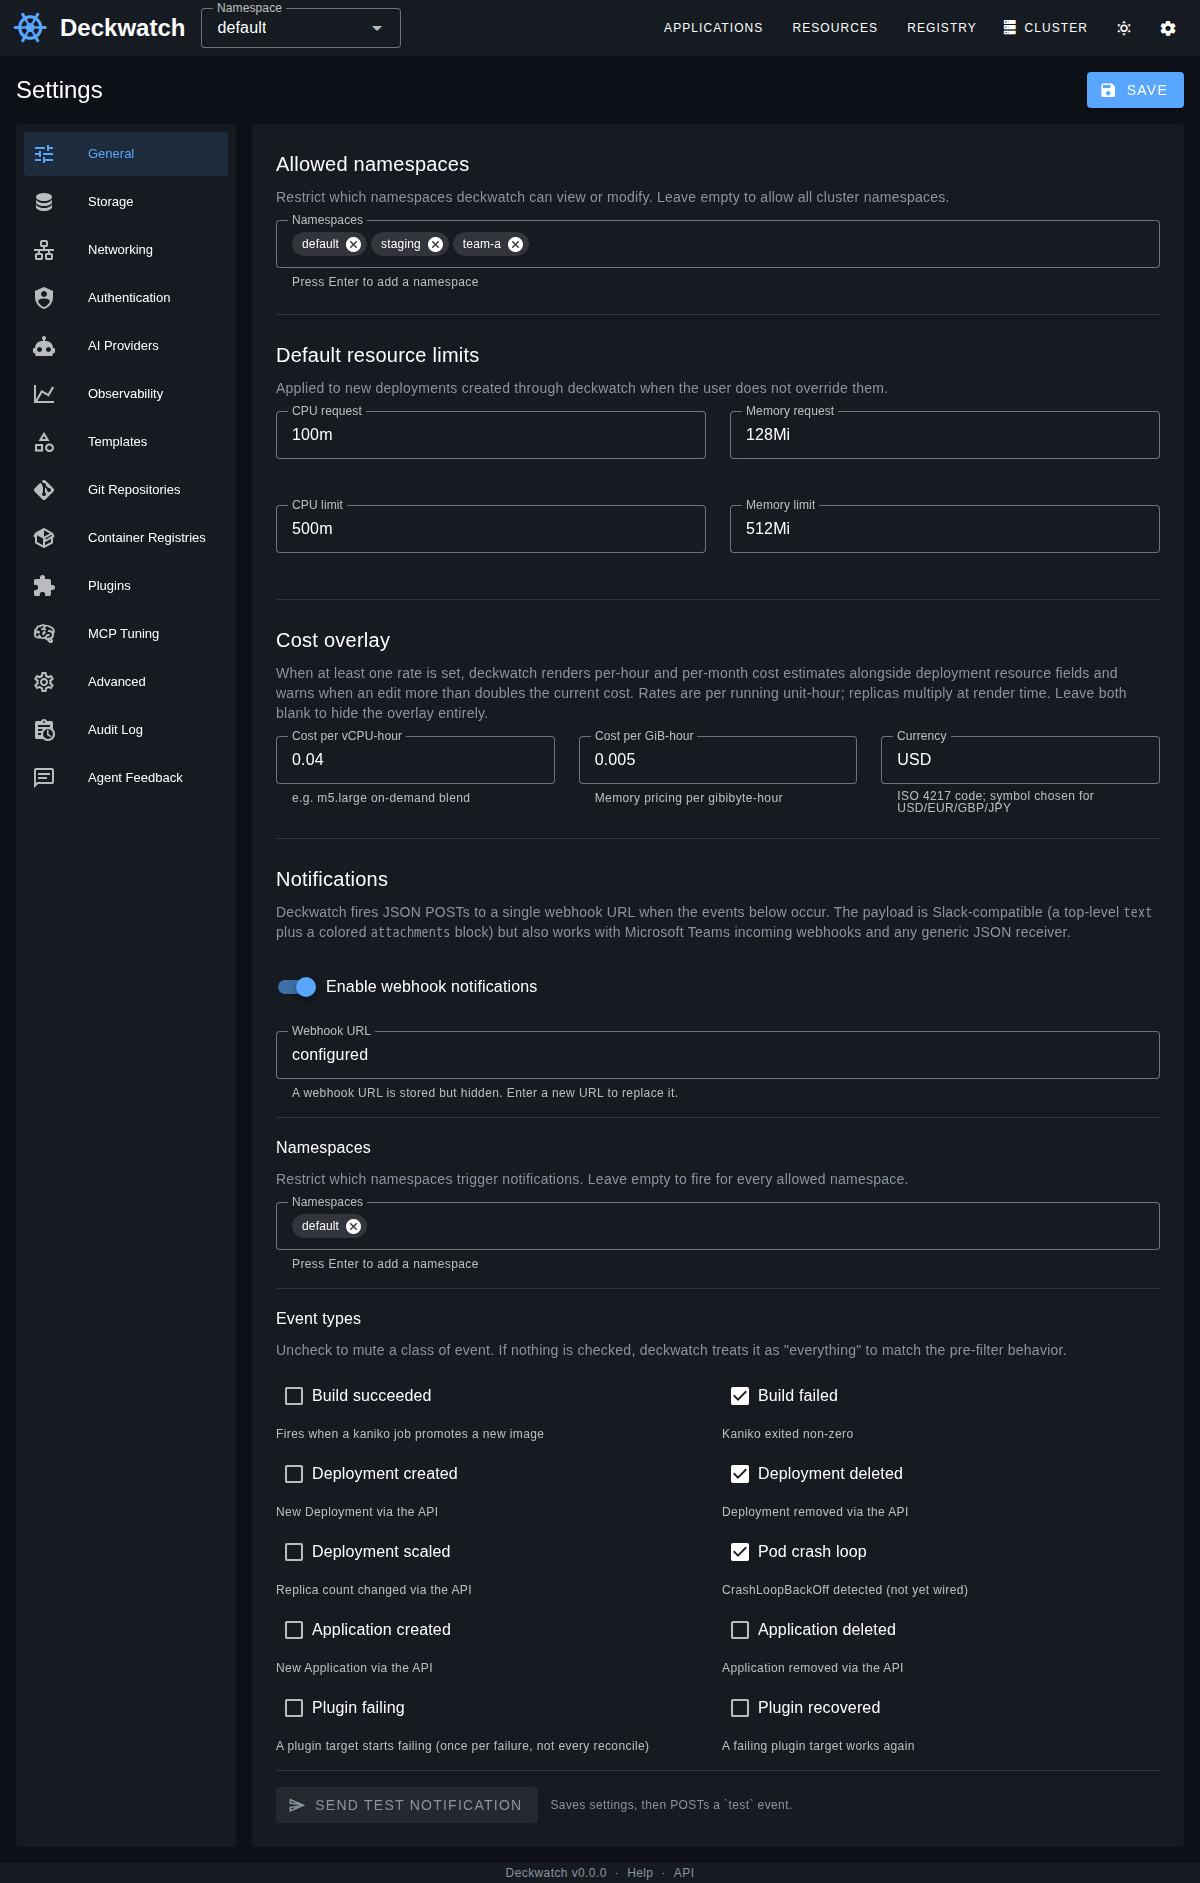 Deckwatch
Namespace
default
APPLICATIONS
RESOURCES
REGISTRY
CLUSTER
Settings
SAVE
General
Storage
Networking
Authentication
AI Providers
Observability
Templates
Git Repositories
Container Registries
Plugins
MCP Tuning
Advanced
Audit Log
Agent Feedback
Allowed namespaces
Restrict which namespaces deckwatch can view or modify. Leave empty to allow all cluster namespaces.
Namespaces
default staging team-a
Press Enter to add a namespace
Default resource limits
Applied to new deployments created through deckwatch when the user does not override them.
CPU request
100m
Memory request
128Mi
CPU limit
500m
Memory limit
512Mi
Cost overlay
When at least one rate is set, deckwatch renders per-hour and per-month cost estimates alongside deployment resource fields and
warns when an edit more than doubles the current cost. Rates are per running unit-hour; replicas multiply at render time. Leave both
blank to hide the overlay entirely.
Cost per vCPU-hour
0.04
e.g. m5.large on-demand blend
Cost per GiB-hour
0.005
Memory pricing per gibibyte-hour
Currency
USD
ISO 4217 code; symbol chosen for
USD/EUR/GBP/JPY
Notifications
Deckwatch fires JSON POSTs to a single webhook URL when the events below occur. The payload is Slack-compatible (a top-level text
plus a colored attachments block) but also works with Microsoft Teams incoming webhooks and any generic JSON receiver.
Enable webhook notifications
Webhook URL
configured
A webhook URL is stored but hidden. Enter a new URL to replace it.
Namespaces
Restrict which namespaces trigger notifications. Leave empty to fire for every allowed namespace.
Namespaces
default
Press Enter to add a namespace
Event types
Uncheck to mute a class of event. If nothing is checked, deckwatch treats it as "everything" to match the pre-filter behavior.
Build succeeded
Fires when a kaniko job promotes a new image
Build failed
Kaniko exited non-zero
Deployment created
New Deployment via the API
Deployment deleted
Deployment removed via the API
Deployment scaled
Replica count changed via the API
Pod crash loop
CrashLoopBackOff detected (not yet wired)
Application created
New Application via the API
Application deleted
Application removed via the API
Plugin failing
A plugin target starts failing (once per failure, not every reconcile)
Plugin recovered
A failing plugin target works again
SEND TEST NOTIFICATION
Saves settings, then POSTs a `test` event.
Deckwatch v0.0.0 · Help · API